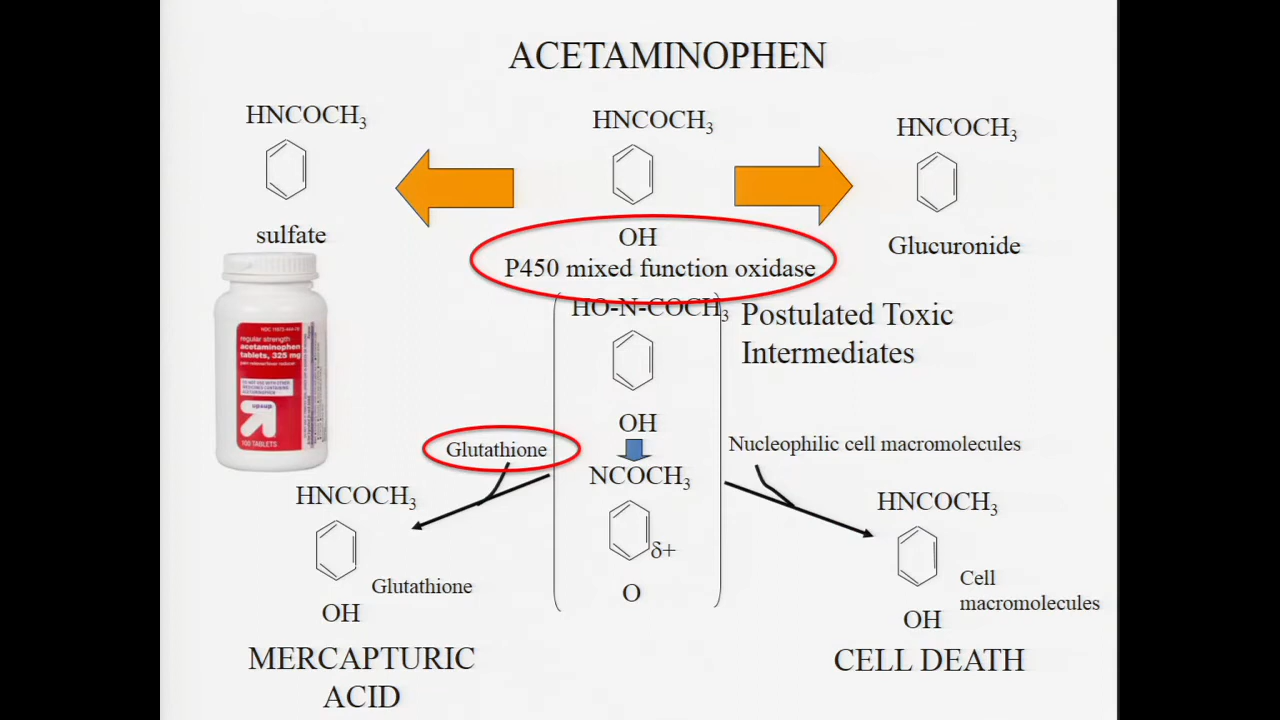 ACETAMINOPHEN
HNCOCH3
HNCOCH3
HNCOCH3
sulfate
OH
Glucuronide
P450 mixed function oxidase
HO-N-COCH3
Postulated Toxic
Intermediates
regular strength
acetaminophen
tablets, 325 mg
100 TABLETS
OH
Glutathione
Nucleophilic cell macromolecules
NCOCH3
HNCOCH3
HNCOCH3
δ+
Glutathione
Cell
macromolecules
O
OH
OH
MERCAPTURIC
ACID
CELL DEATH